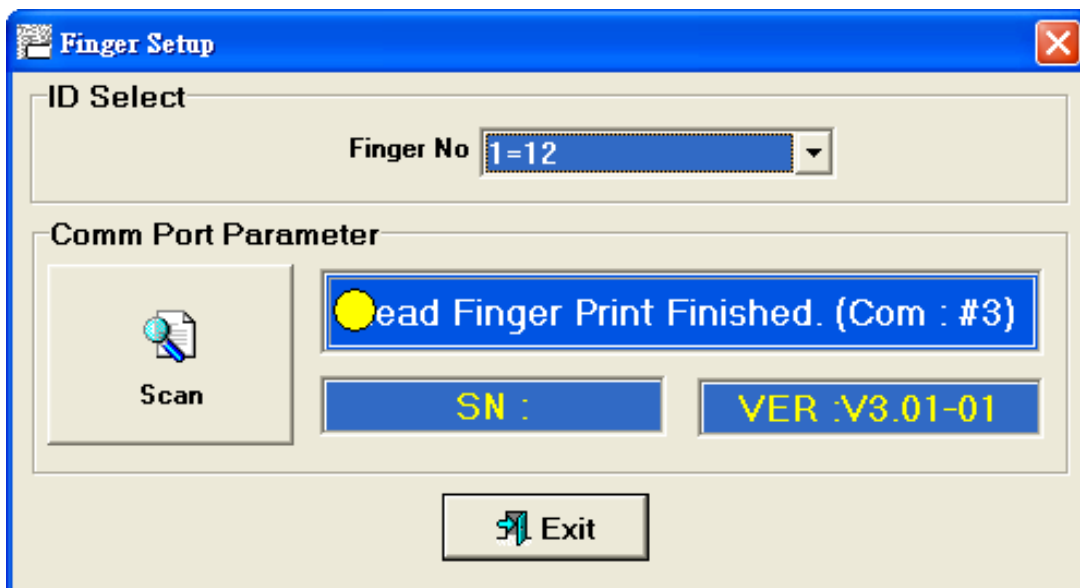 Finger Setup
ID Select
Finger No 1=12
Comm Port Parameter
ead Finger Print Finished. (Com : #3)
Scan
SN :
VER :V3.01-01
Exit